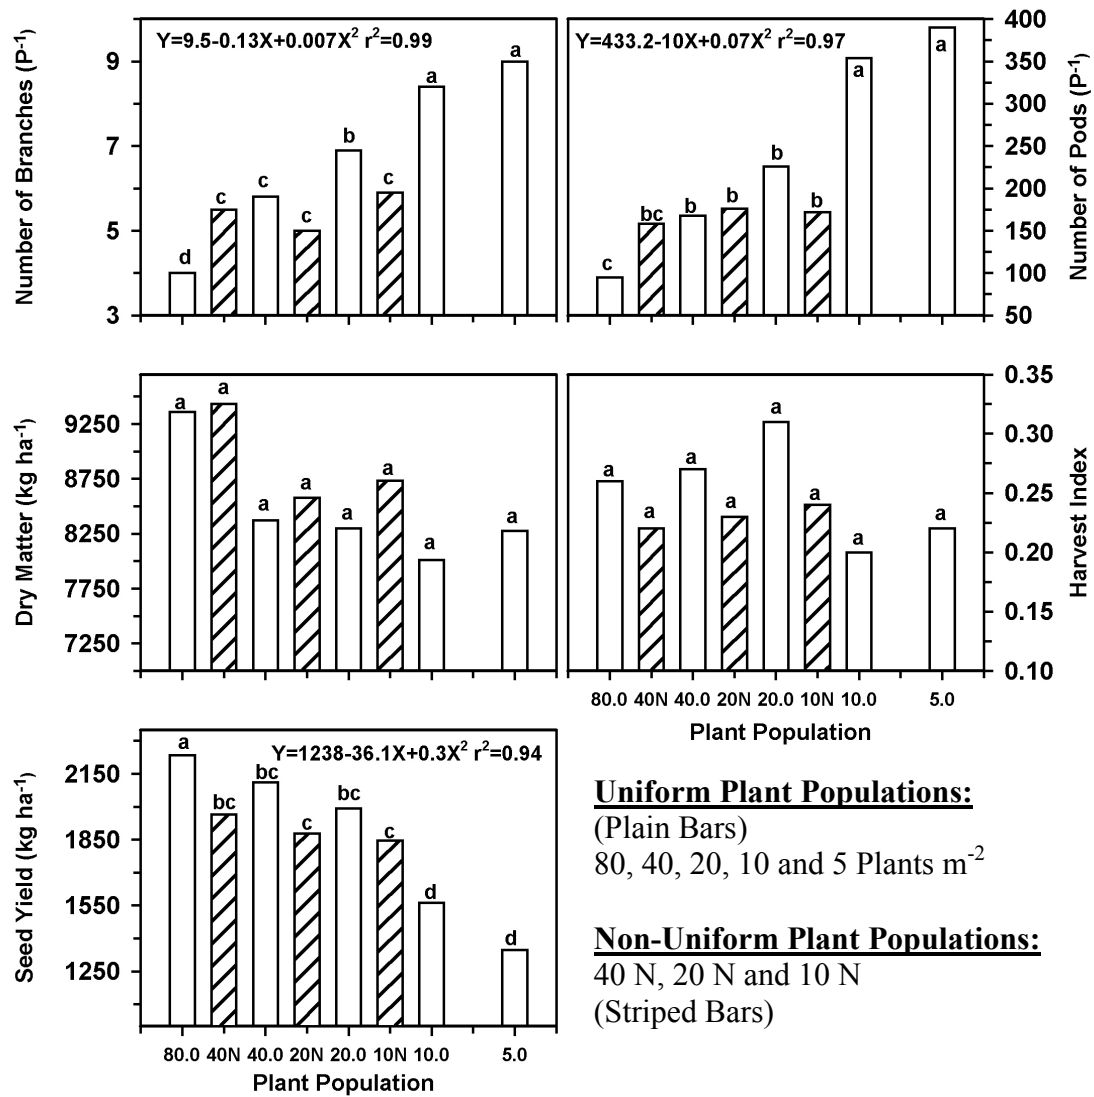 Y=9.5-0.13X+0.007X² r²=0.99
Number of Branches (P⁻¹)
9
7
5
3
d
c
c
c
b
c
a
a
Y=433.2-10X+0.07X² r²=0.97
400
350
300
250
200
150
100
50
Number of Pods (P⁻¹)
c
bc
b
b
b
b
a
a
Dry Matter (kg ha⁻¹)
9250
8750
8250
7750
7250
a
a
a
a
a
a
a
a
0.35
0.30
0.25
0.20
0.15
0.10
Harvest Index
a
a
a
a
a
a
a
a
80.0 40N 40.0 20N 20.0 10N 10.0 5.0
Plant Population
Y=1238-36.1X+0.3X² r²=0.94
Seed Yield (kg ha⁻¹)
2150
1850
1550
1250
a
bc
bc
c
bc
c
d
d
80.0 40N 40.0 20N 20.0 10N 10.0 5.0
Plant Population
Uniform Plant Populations:
(Plain Bars)
80, 40, 20, 10 and 5 Plants m⁻²
Non-Uniform Plant Populations:
40 N, 20 N and 10 N
(Striped Bars)